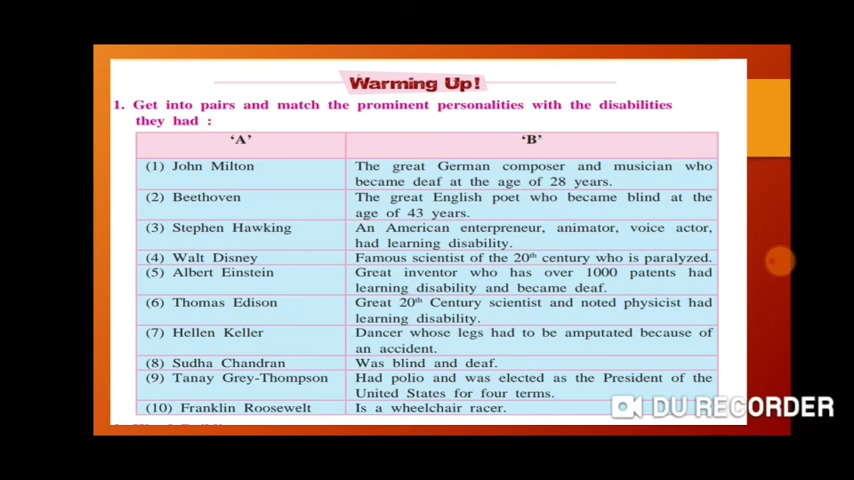 Warming Up!
1. Get into pairs and match the prominent personalities with the disabilities
they had :
‘A’ ‘B’
(1) John Milton The great German composer and musician who
became deaf at the age of 28 years.
(2) Beethoven The great English poet who became blind at the
age of 43 years.
(3) Stephen Hawking An American enterpreneur, animator, voice actor,
had learning disability.
(4) Walt Disney Famous scientist of the 20th century who is paralyzed.
(5) Albert Einstein Great inventor who has over 1000 patents had
learning disability and became deaf.
(6) Thomas Edison Great 20th Century scientist and noted physicist had
learning disability.
(7) Hellen Keller Dancer whose legs had to be amputated because of
an accident.
(8) Sudha Chandran Was blind and deaf.
(9) Tanay Grey-Thompson Had polio and was elected as the President of the
United States for four terms.
(10) Franklin Roosewelt Is a wheelchair racer.
DU RECORDER